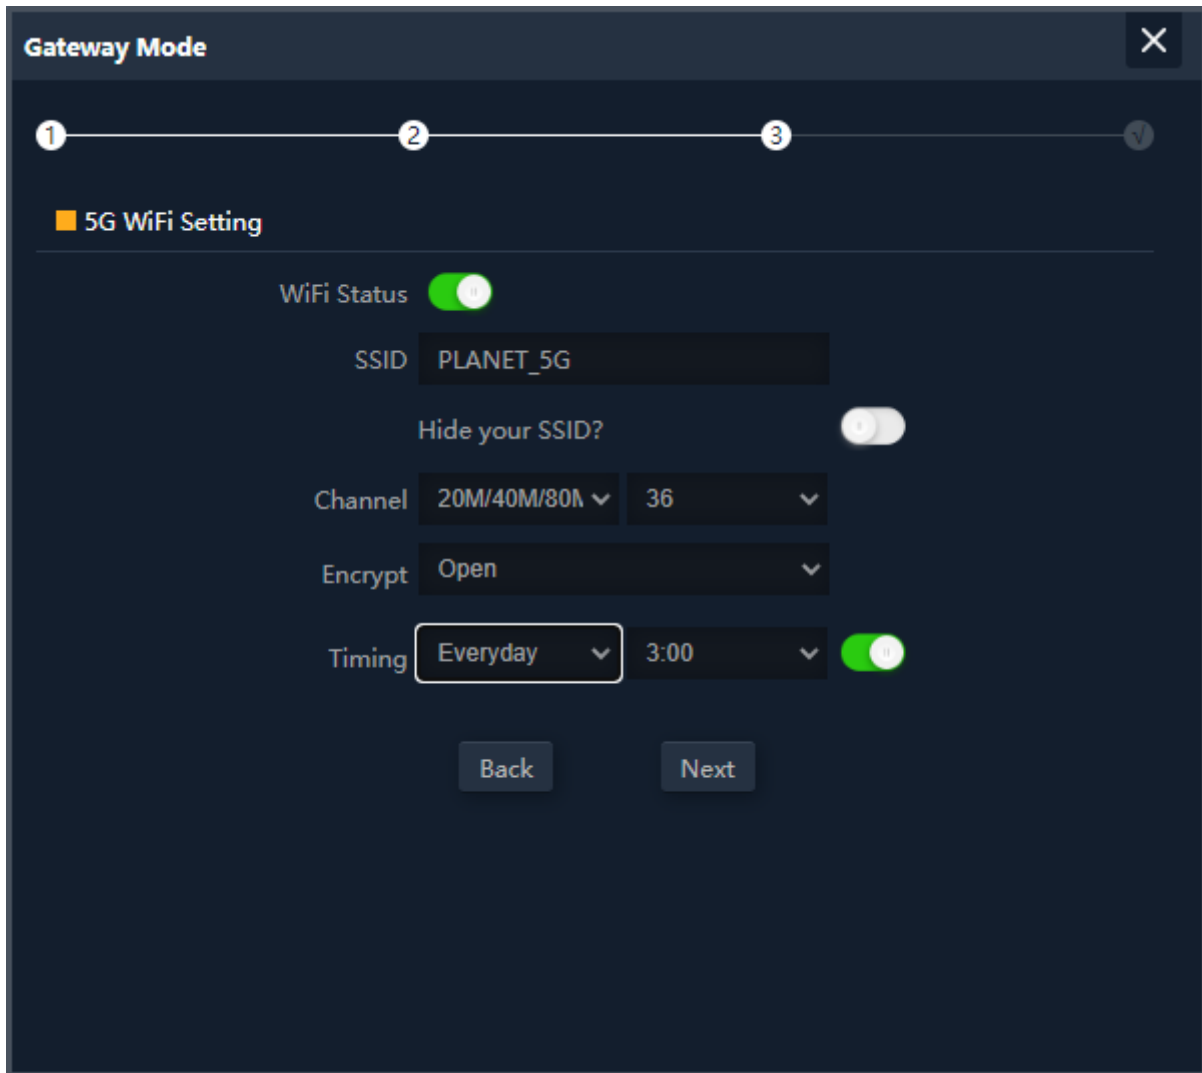 Gateway Mode
1 2 3 √
5G WiFi Setting
WiFi Status
SSID PLANET_5G
Hide your SSID?
Channel 20M/40M/80M 36
Encrypt Open
Timing Everyday 3:00
Back Next